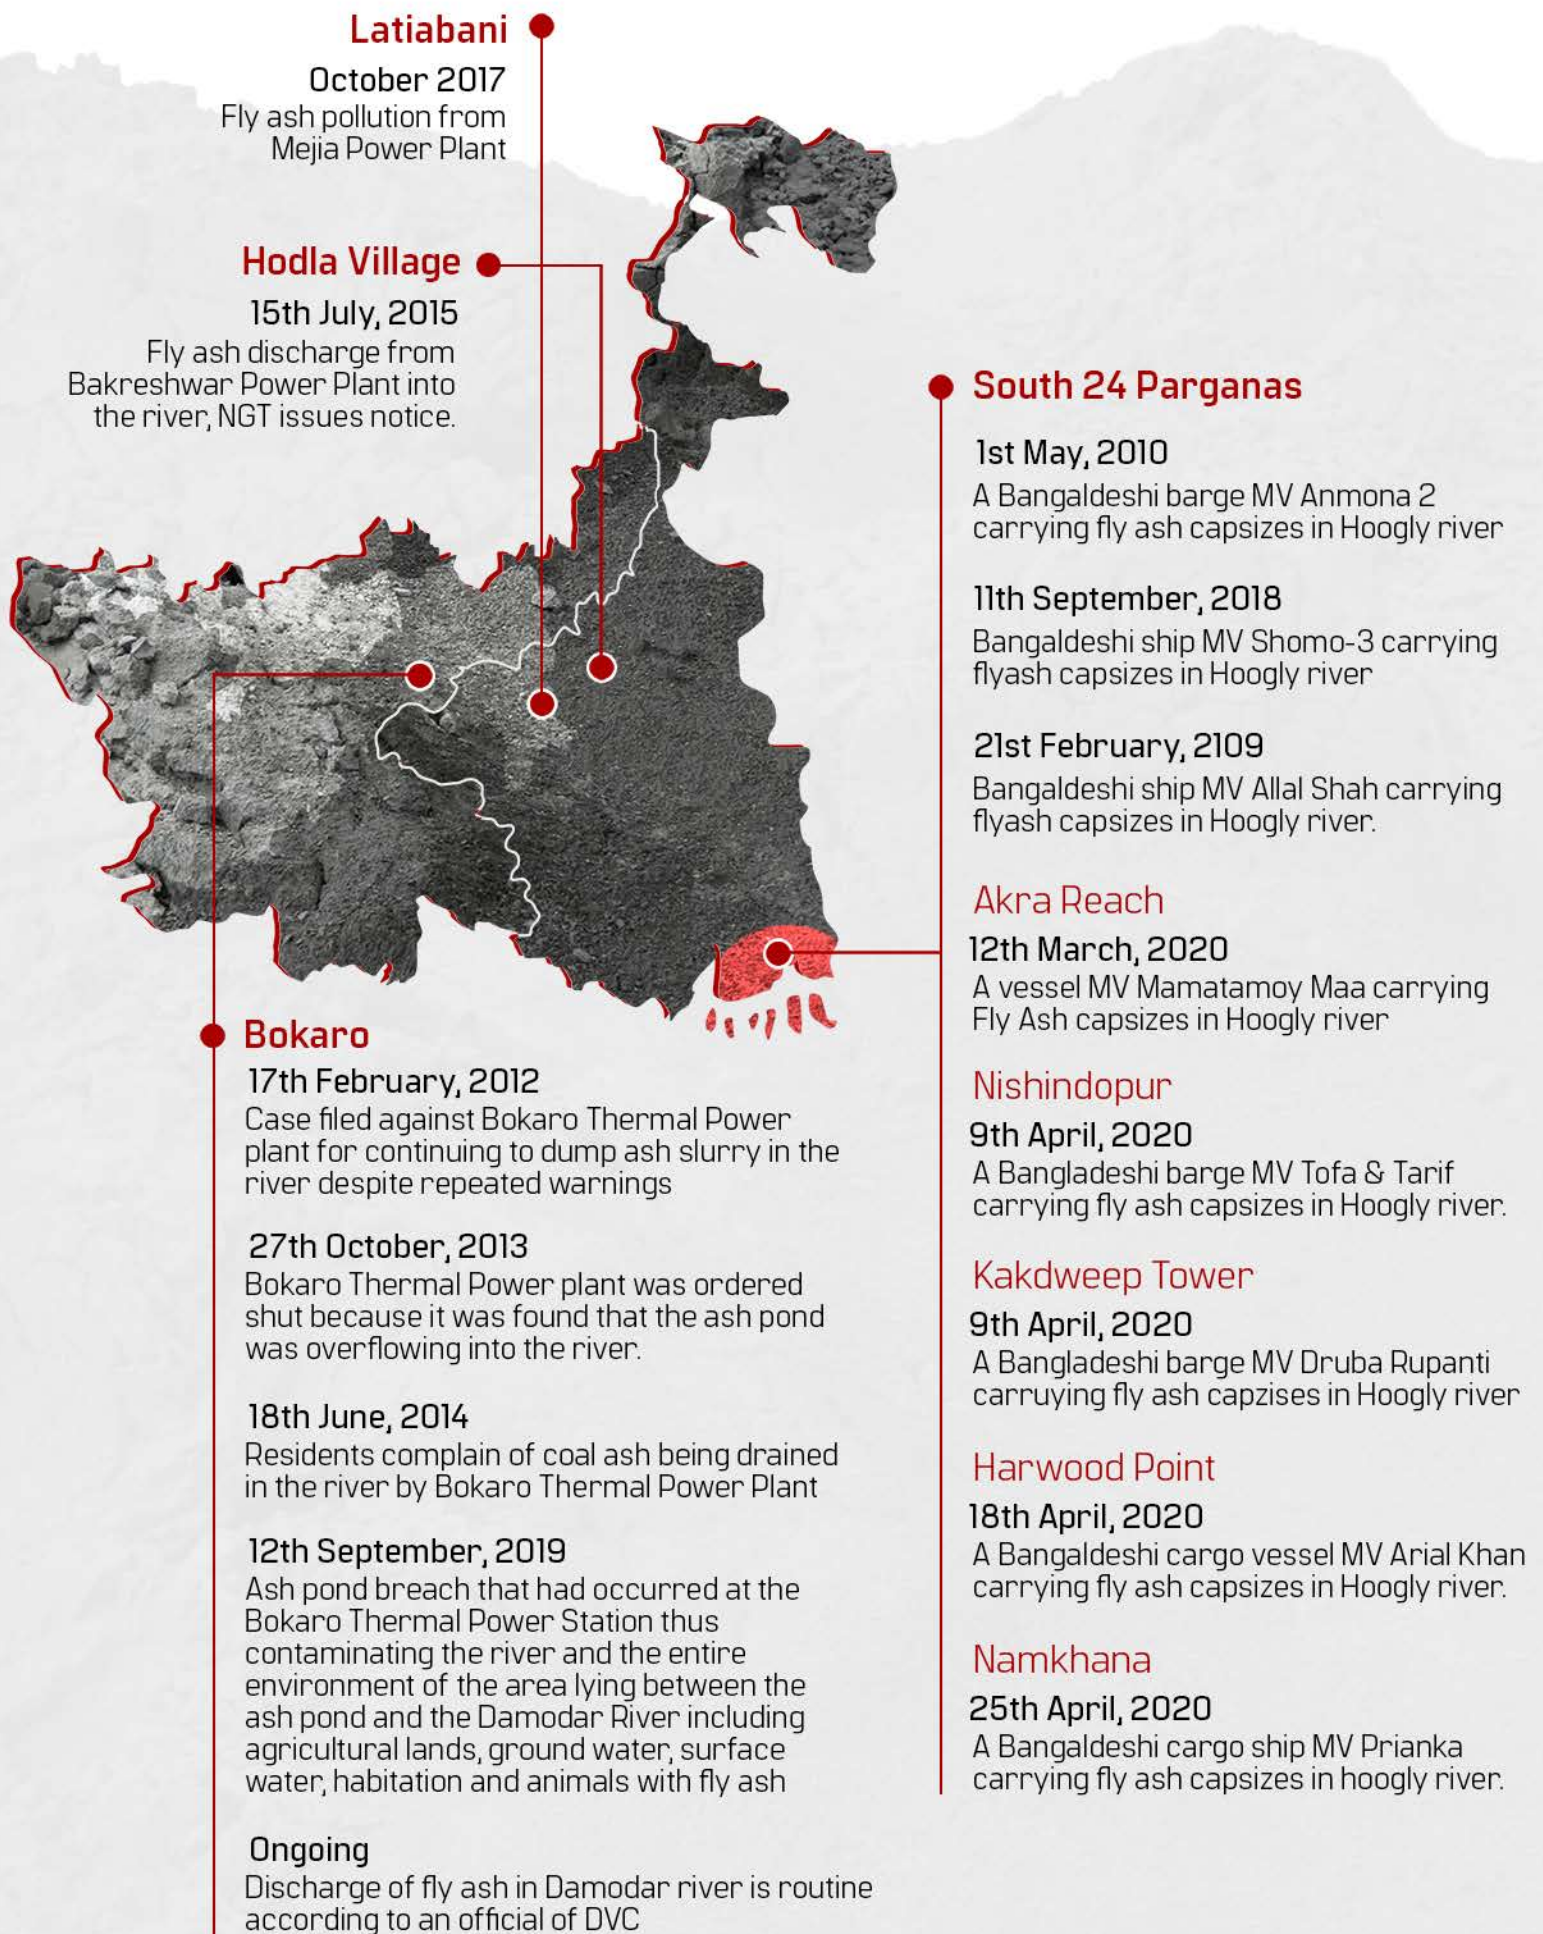 Latiabani
October 2017
Fly ash pollution from
Mejia Power Plant
Hodla Village
15th July, 2015
Fly ash discharge from
Bakreshwar Power Plant into
the river, NGT issues notice.
South 24 Parganas
1st May, 2010
A Bangaldeshi barge MV Anmona 2
carrying fly ash capsizes in Hoogly river
11th September, 2018
Bangaldeshi ship MV Shomo-3 carrying
flyash capsizes in Hoogly river
21st February, 2109
Bangaldeshi ship MV Allal Shah carrying
flyash capsizes in Hoogly river.
Akra Reach
12th March, 2020
A vessel MV Mamatamoy Maa carrying
Fly Ash capsizes in Hoogly river
Nishindopur
9th April, 2020
A Bangladeshi barge MV Tofa & Tarif
carrying fly ash capsizes in Hoogly river.
Kakdweep Tower
9th April, 2020
A Bangladeshi barge MV Druba Rupanti
carruying fly ash capzises in Hoogly river
Harwood Point
18th April, 2020
A Bangaldeshi cargo vessel MV Arial Khan
carrying fly ash capsizes in Hoogly river.
Namkhana
25th April, 2020
A Bangaldeshi cargo ship MV Prianka
carrying fly ash capsizes in hoogly river.
Bokaro
17th February, 2012
Case filed against Bokaro Thermal Power
plant for continuing to dump ash slurry in the
river despite repeated warnings
27th October, 2013
Bokaro Thermal Power plant was ordered
shut because it was found that the ash pond
was overflowing into the river.
18th June, 2014
Residents complain of coal ash being drained
in the river by Bokaro Thermal Power Plant
12th September, 2019
Ash pond breach that had occurred at the
Bokaro Thermal Power Station thus
contaminating the river and the entire
environment of the area lying between the
ash pond and the Damodar River including
agricultural lands, ground water, surface
water, habitation and animals with fly ash
Ongoing
Discharge of fly ash in Damodar river is routine
according to an official of DVC